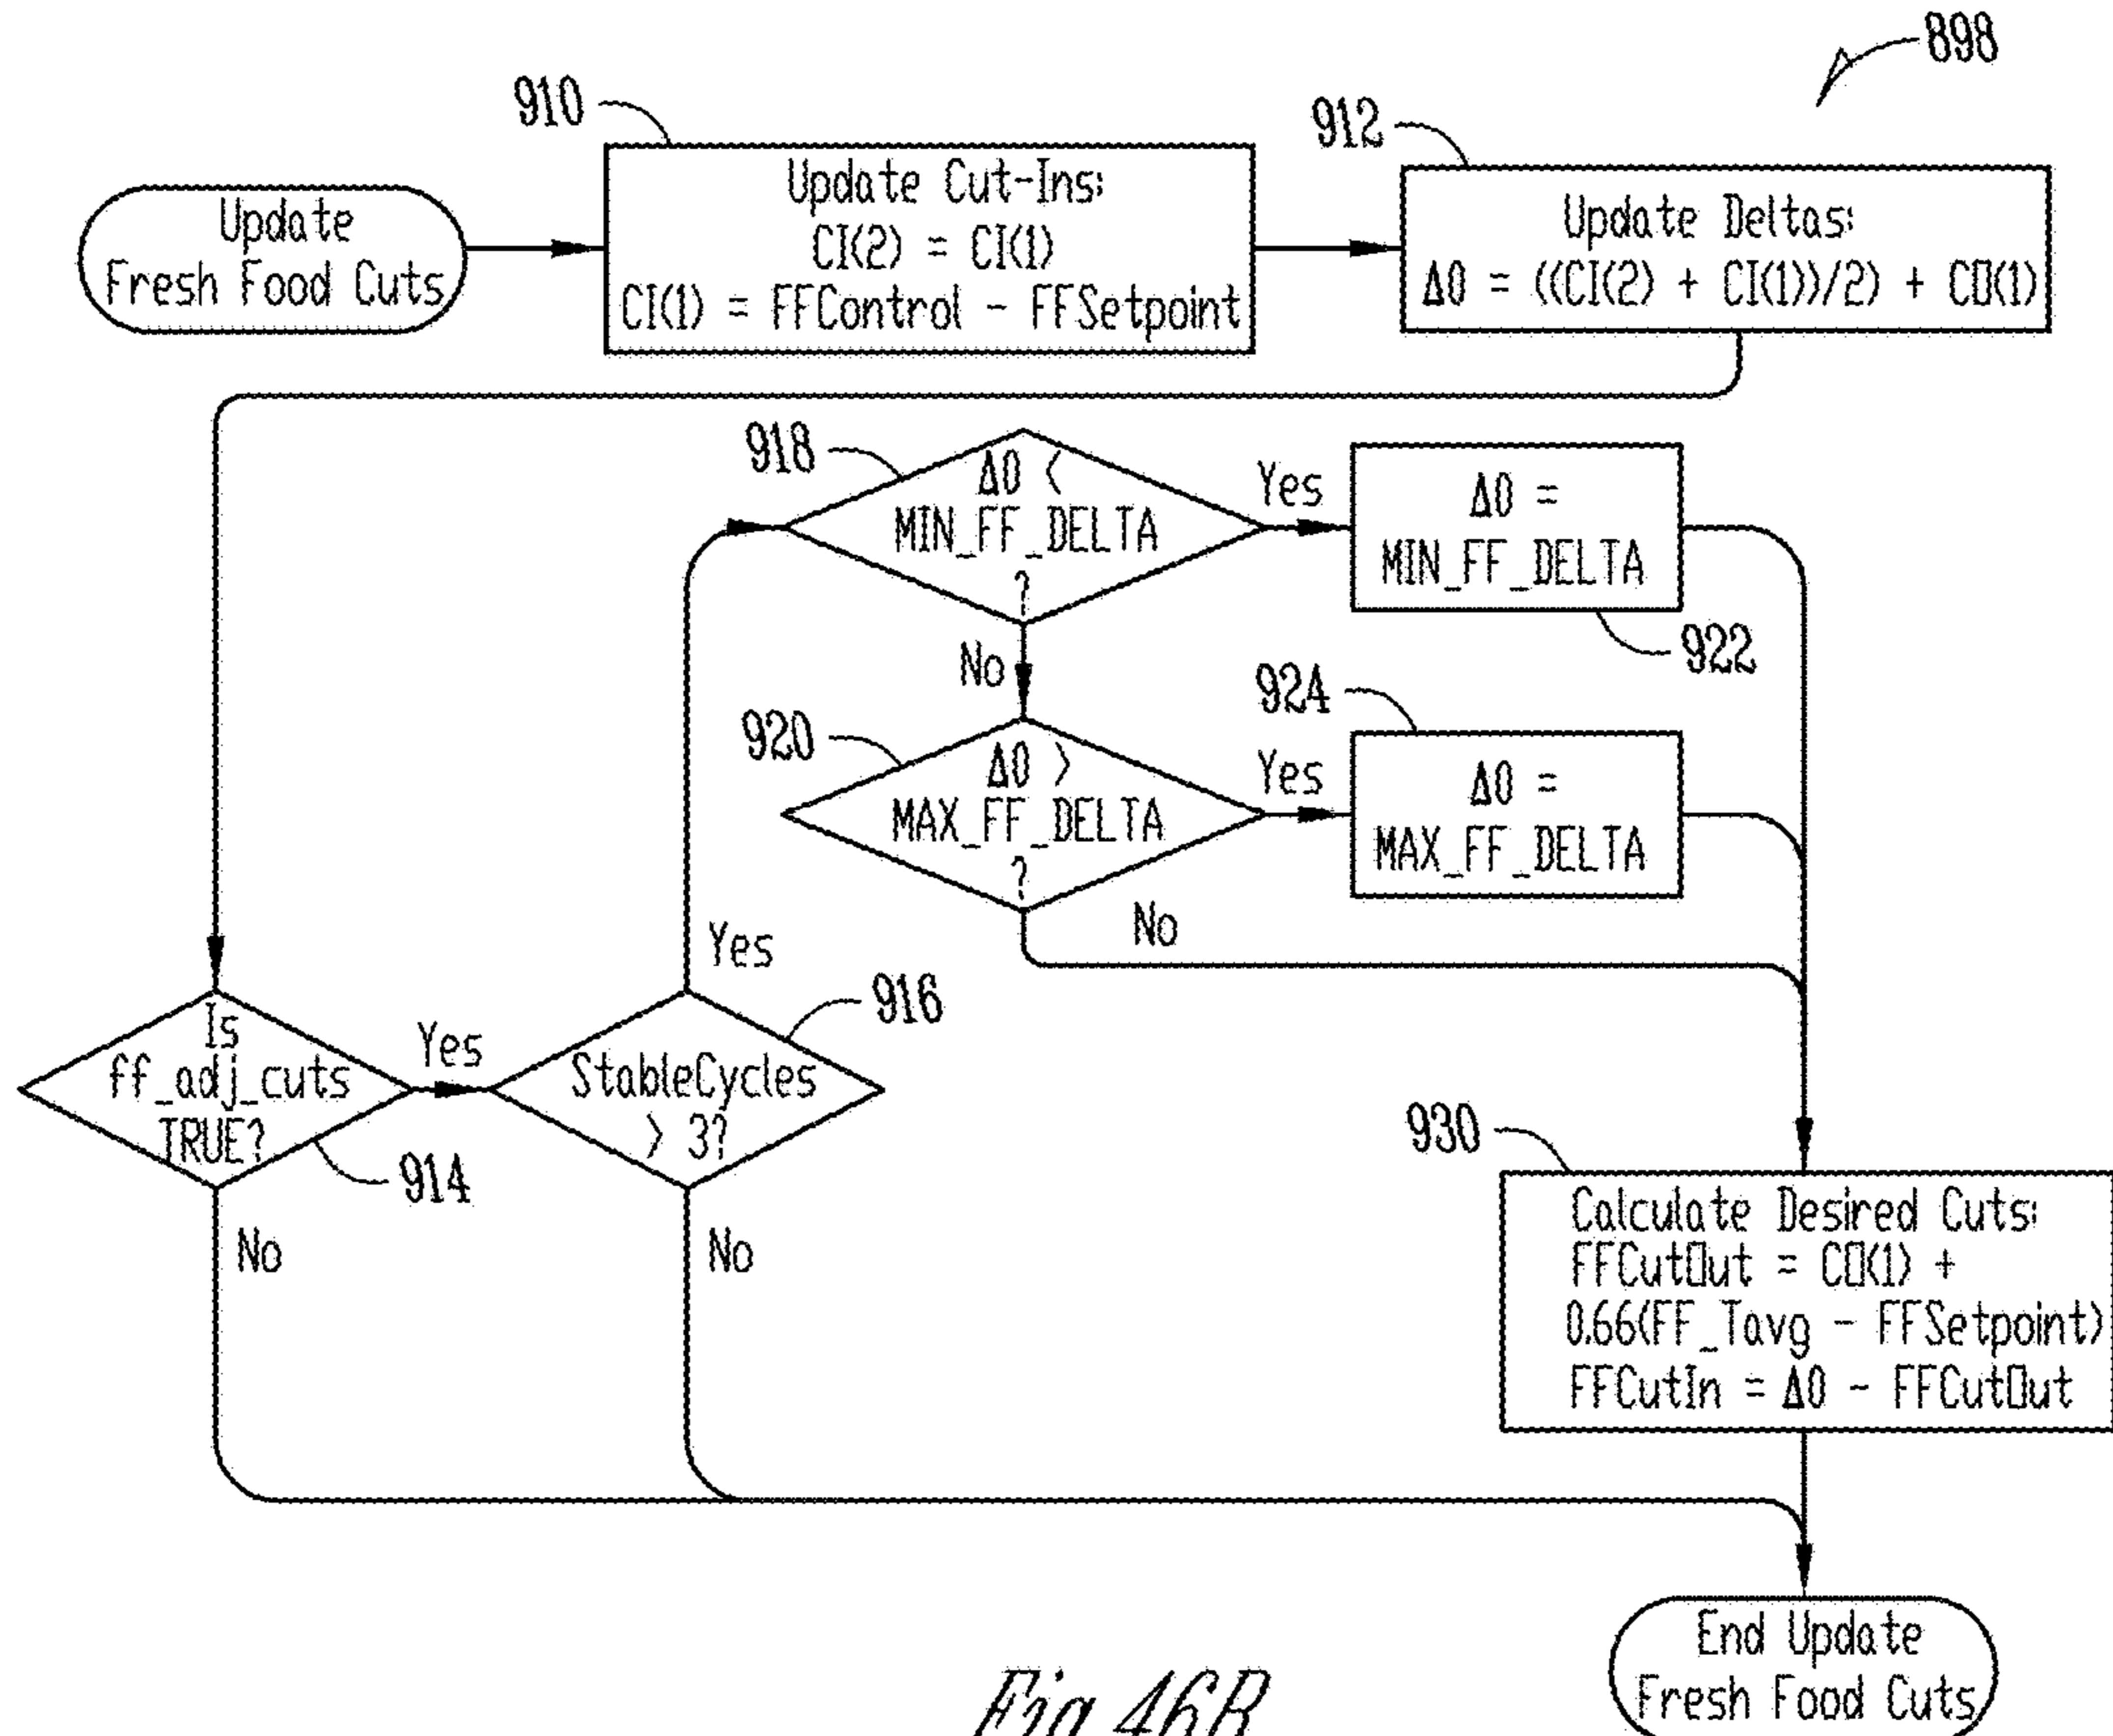 898
910
912
Update
Fresh Food Cuts
Update Cut-Ins:
CI(2) = CI(1)
CI(1) = FFControl - FFSetpoint
Update Deltas:
Δ0 = ((CI(2) + CI(1))/2) + CO(1)
918
Δ0 <
MIN_FF_DELTA
?
Yes
Δ0 =
MIN_FF_DELTA
922
No
920
Δ0 >
MAX_FF_DELTA
?
Yes
924
Δ0 =
MAX_FF_DELTA
No
Is
ff_adj_cuts
TRUE?
914
Yes
StableCycles
> 3?
916
Yes
No
No
930
Calculate Desired Cuts:
FFCutOut = CO(1) +
0.66(FF_Tavg - FFSetpoint)
FFCutIn = Δ0 - FFCutOut
End Update
Fresh Food Cuts
Fig. 46B